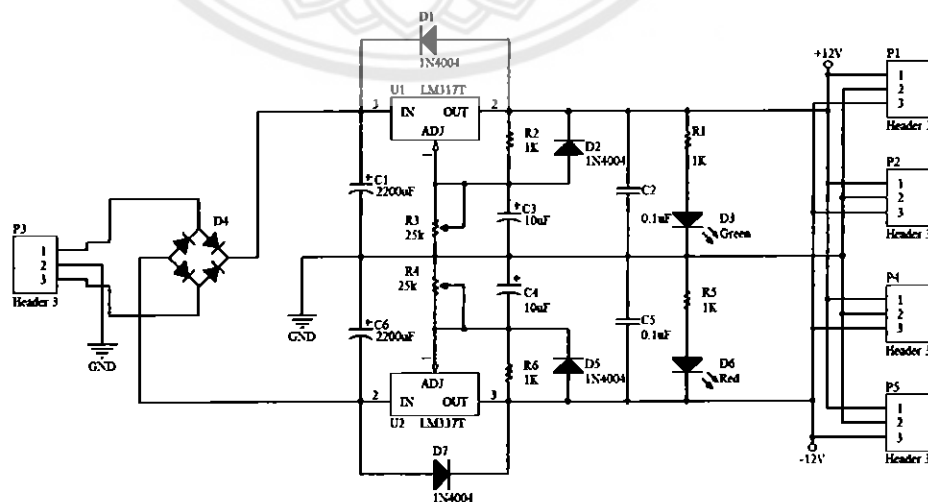 D1
1N4004
U1 LM317T
3 IN OUT 2
ADJ
1
R2
1K
D2
1N4004
R1
1K
+12V
P1
1
2
3
Header 3
C1
2200uF
C3
10uF
C2
0.1uF
D3
Green
P2
1
2
3
Header 3
P3
1
2
3
Header 3
D4
GND
R3
25k
GND
R4
25k
C4
10uF
C6
2200uF
C5
0.1uF
R5
1K
P4
1
2
3
Header 3
1
ADJ
2 IN OUT 3
U2 LM317T
R6
1K
D5
1N4004
D6
Red
P5
1
2
3
Header 3
-12V
D7
1N4004